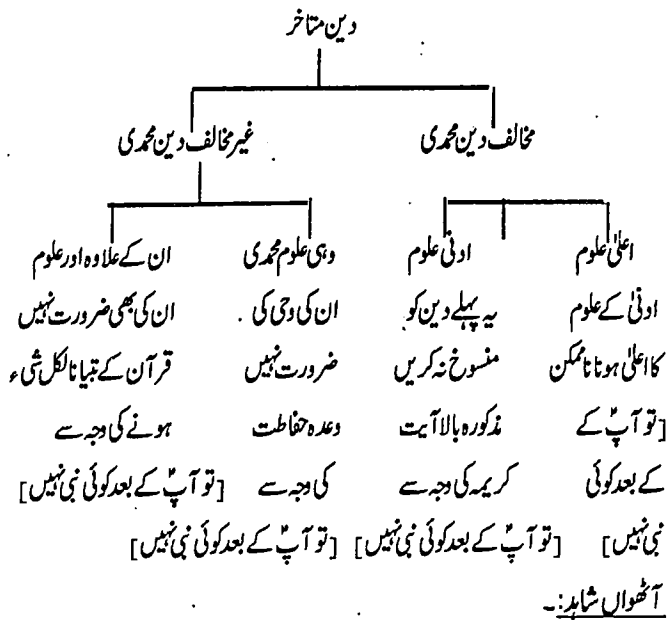 دین متاخر
مخالف دین محمدی غیر مخالف دین محمدی
اعلیٰ علوم ادنیٰ علوم وہی علوم محمدی ان کے علاوہ اور علوم
ادنیٰ کے علوم یہ پہلے دین کو ان کی وحی کی ان کی بھی ضرورت نہیں
کا اعلیٰ ہونا ناممکن منسوخ نہ کریں ضرورت نہیں قرآن کے تبیانا لکل شیء
[تو آپؐ کے مذکورہ بالا آیت وعدہ حفاطت ہونے کی وجہ سے
کے بعد کوئی کریمہ کی وجہ سے کی وجہ سے [تو آپؐ کے بعد کوئی نبی نہیں]
نبی نہیں] [تو آپؐ کے بعد کوئی نبی نہیں] [تو آپؐ کے بعد کوئی نبی نہیں]
آٹھواں شاہد:۔